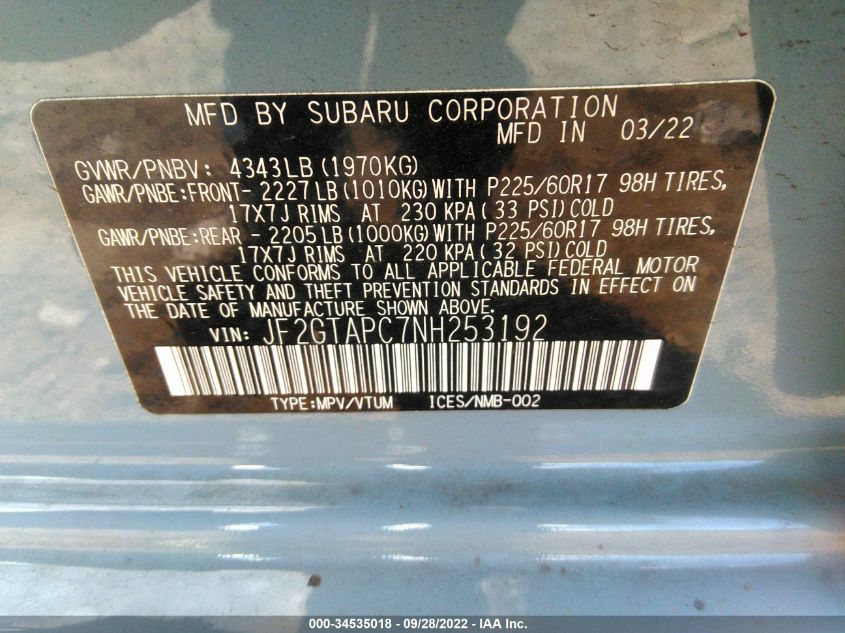 MFD BY SUBARU CORPORATION
MFD IN 03/22
GVWR/PNBV: 4343LB (1970KG)
GAWR/PNBE:FRONT- 2227LB(1010KG)WITH P225/60R17 98H TIRES,
17X7J RIMS AT 230 KPA( 33 PSI)COLD
GAWR/PNBE:REAR - 2205LB(1000KG)WITH P225/60R17 98H TIRES,
17X7J RIMS AT 220 KPA( 32 PSI)COLD
THIS VEHICLE CONFORMS TO ALL APPLICABLE FEDERAL MOTOR
VEHICLE SAFETY AND THEFT PREVENTION STANDARDS IN EFFECT ON
THE DATE OF MANUFACTURE SHOWN ABOVE.
VIN: JF2GTAPC7NH253192
TYPE:MPV/VTUM ICES/NMB-002
000-34535018 - 09/28/2022 - IAA Inc.